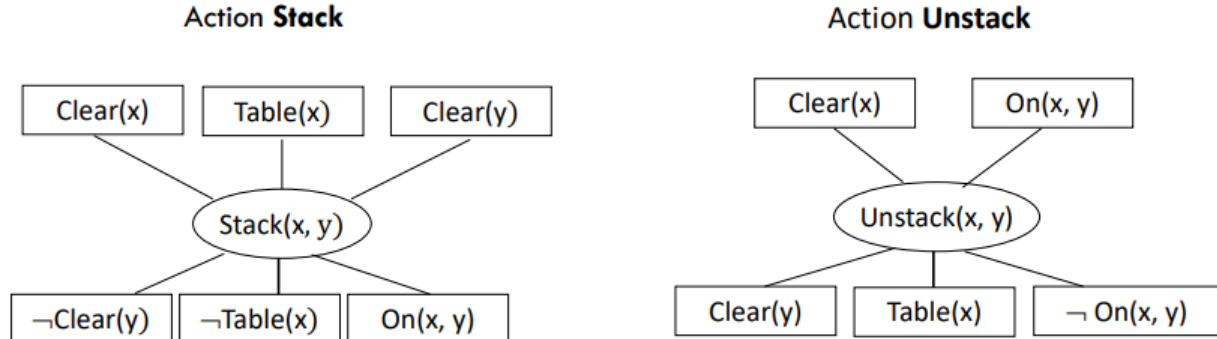 Action Stack
Action Unstack
Clear(x)
Table(x)
Clear(y)
Clear(x)
On(x, y)
Stack(x, y)
Unstack(x, y)
¬Clear(y)
¬Table(x)
On(x, y)
Clear(y)
Table(x)
¬ On(x, y)